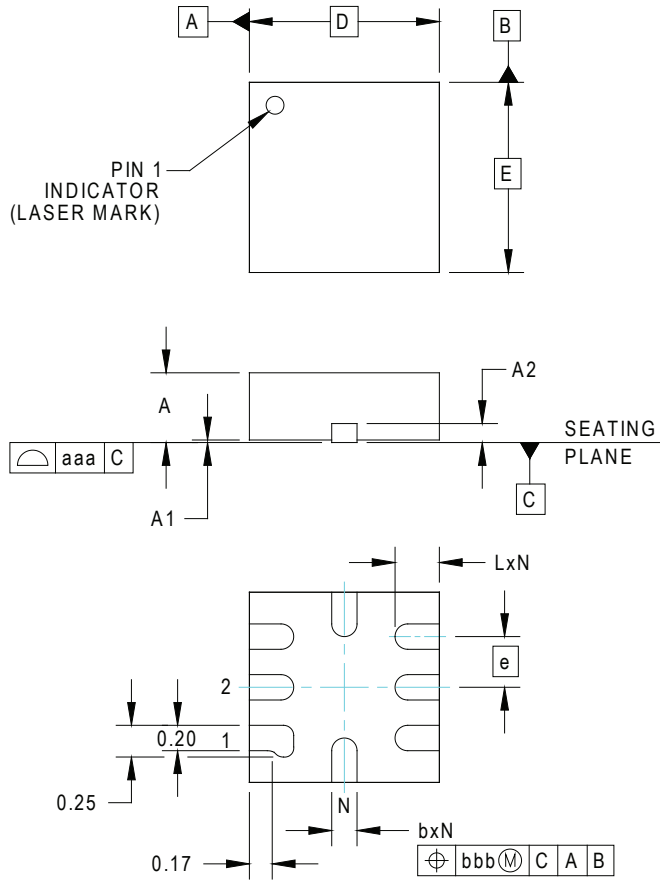 A
D
B
PIN 1
INDICATOR
(LASER MARK)
E
A2
A
SEATING
PLANE
aaa C
C
A1
LxN
e
2
0.20
1
0.25
N
bxN
0.17
bbb Ⓜ C A B